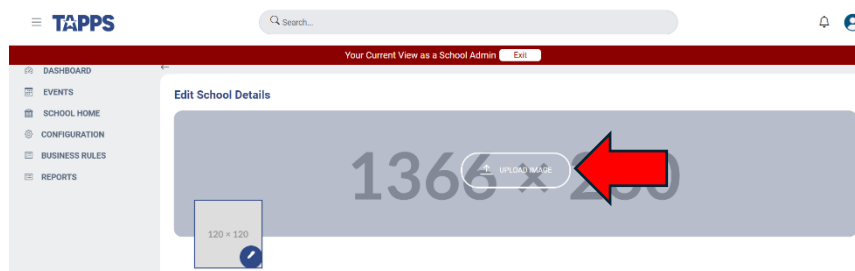 TAPPS
Search...
Your Current View as a School Admin Exit
DASHBOARD
EVENTS
SCHOOL HOME
CONFIGURATION
BUSINESS RULES
REPORTS
Edit School Details
UPLOAD IMAGE
120 × 120